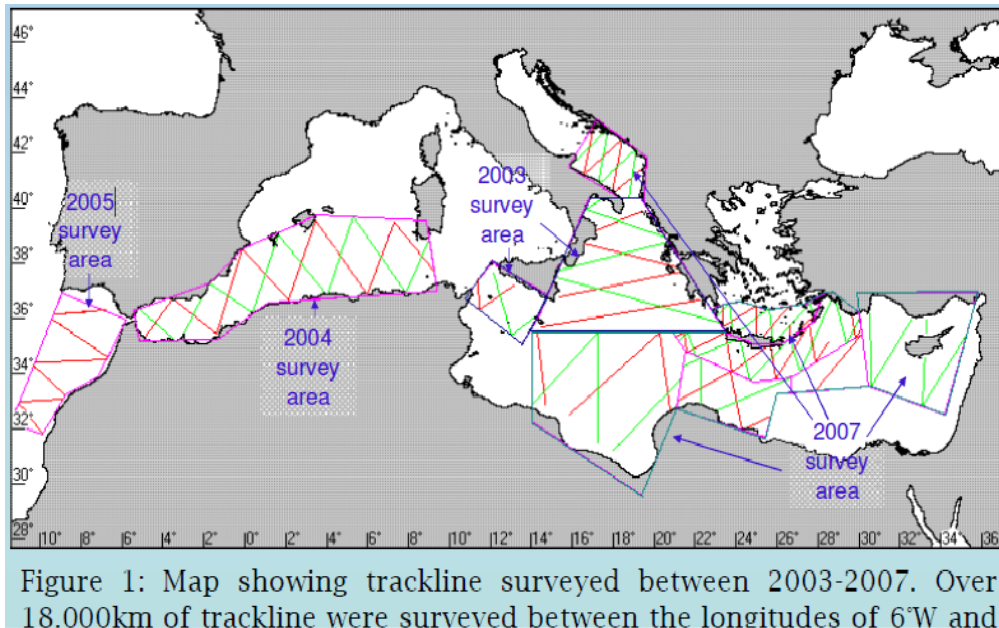 46°
44°
42°
40°
38°
36°
34°
32°
30°
28°
2005
survey
area
2003
survey
area
2004
survey
area
2007
survey
area
10° 8° 6° 4° 2° 0° 2° 4° 6° 8° 10° 12° 14° 16° 18° 20° 22° 24° 26° 28° 30° 32° 34° 36°
Figure 1: Map showing trackline surveyed between 2003-2007. Over
18.000km of trackline were surveyed between the longitudes of 6°W and